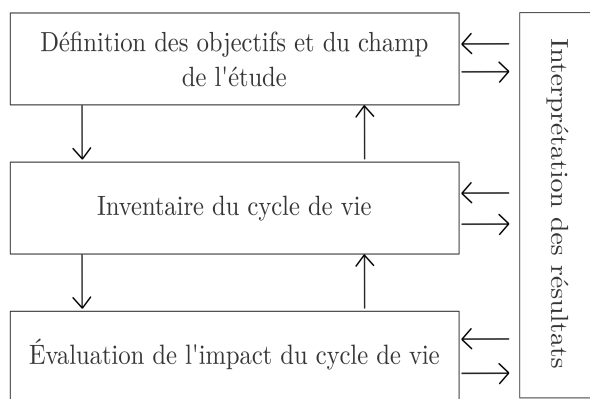 Définition des objectifs et du champ
de l'étude
Inventaire du cycle de vie
Évaluation de l'impact du cycle de vie
Interprétation des résultats